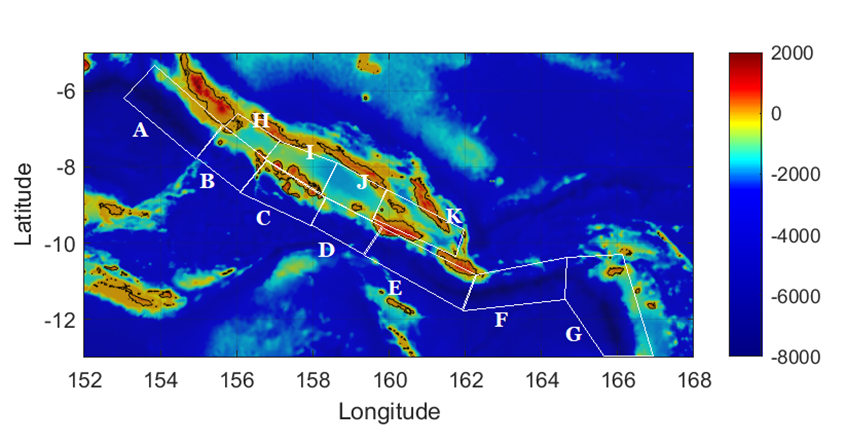 2000
-6
0
H
A
I
-8
-2000
B
J
Latitude
C
K
-10
-4000
D
E
-6000
F
-12
G
-8000
152 154 156 158 160 162 164 166 168
Longitude